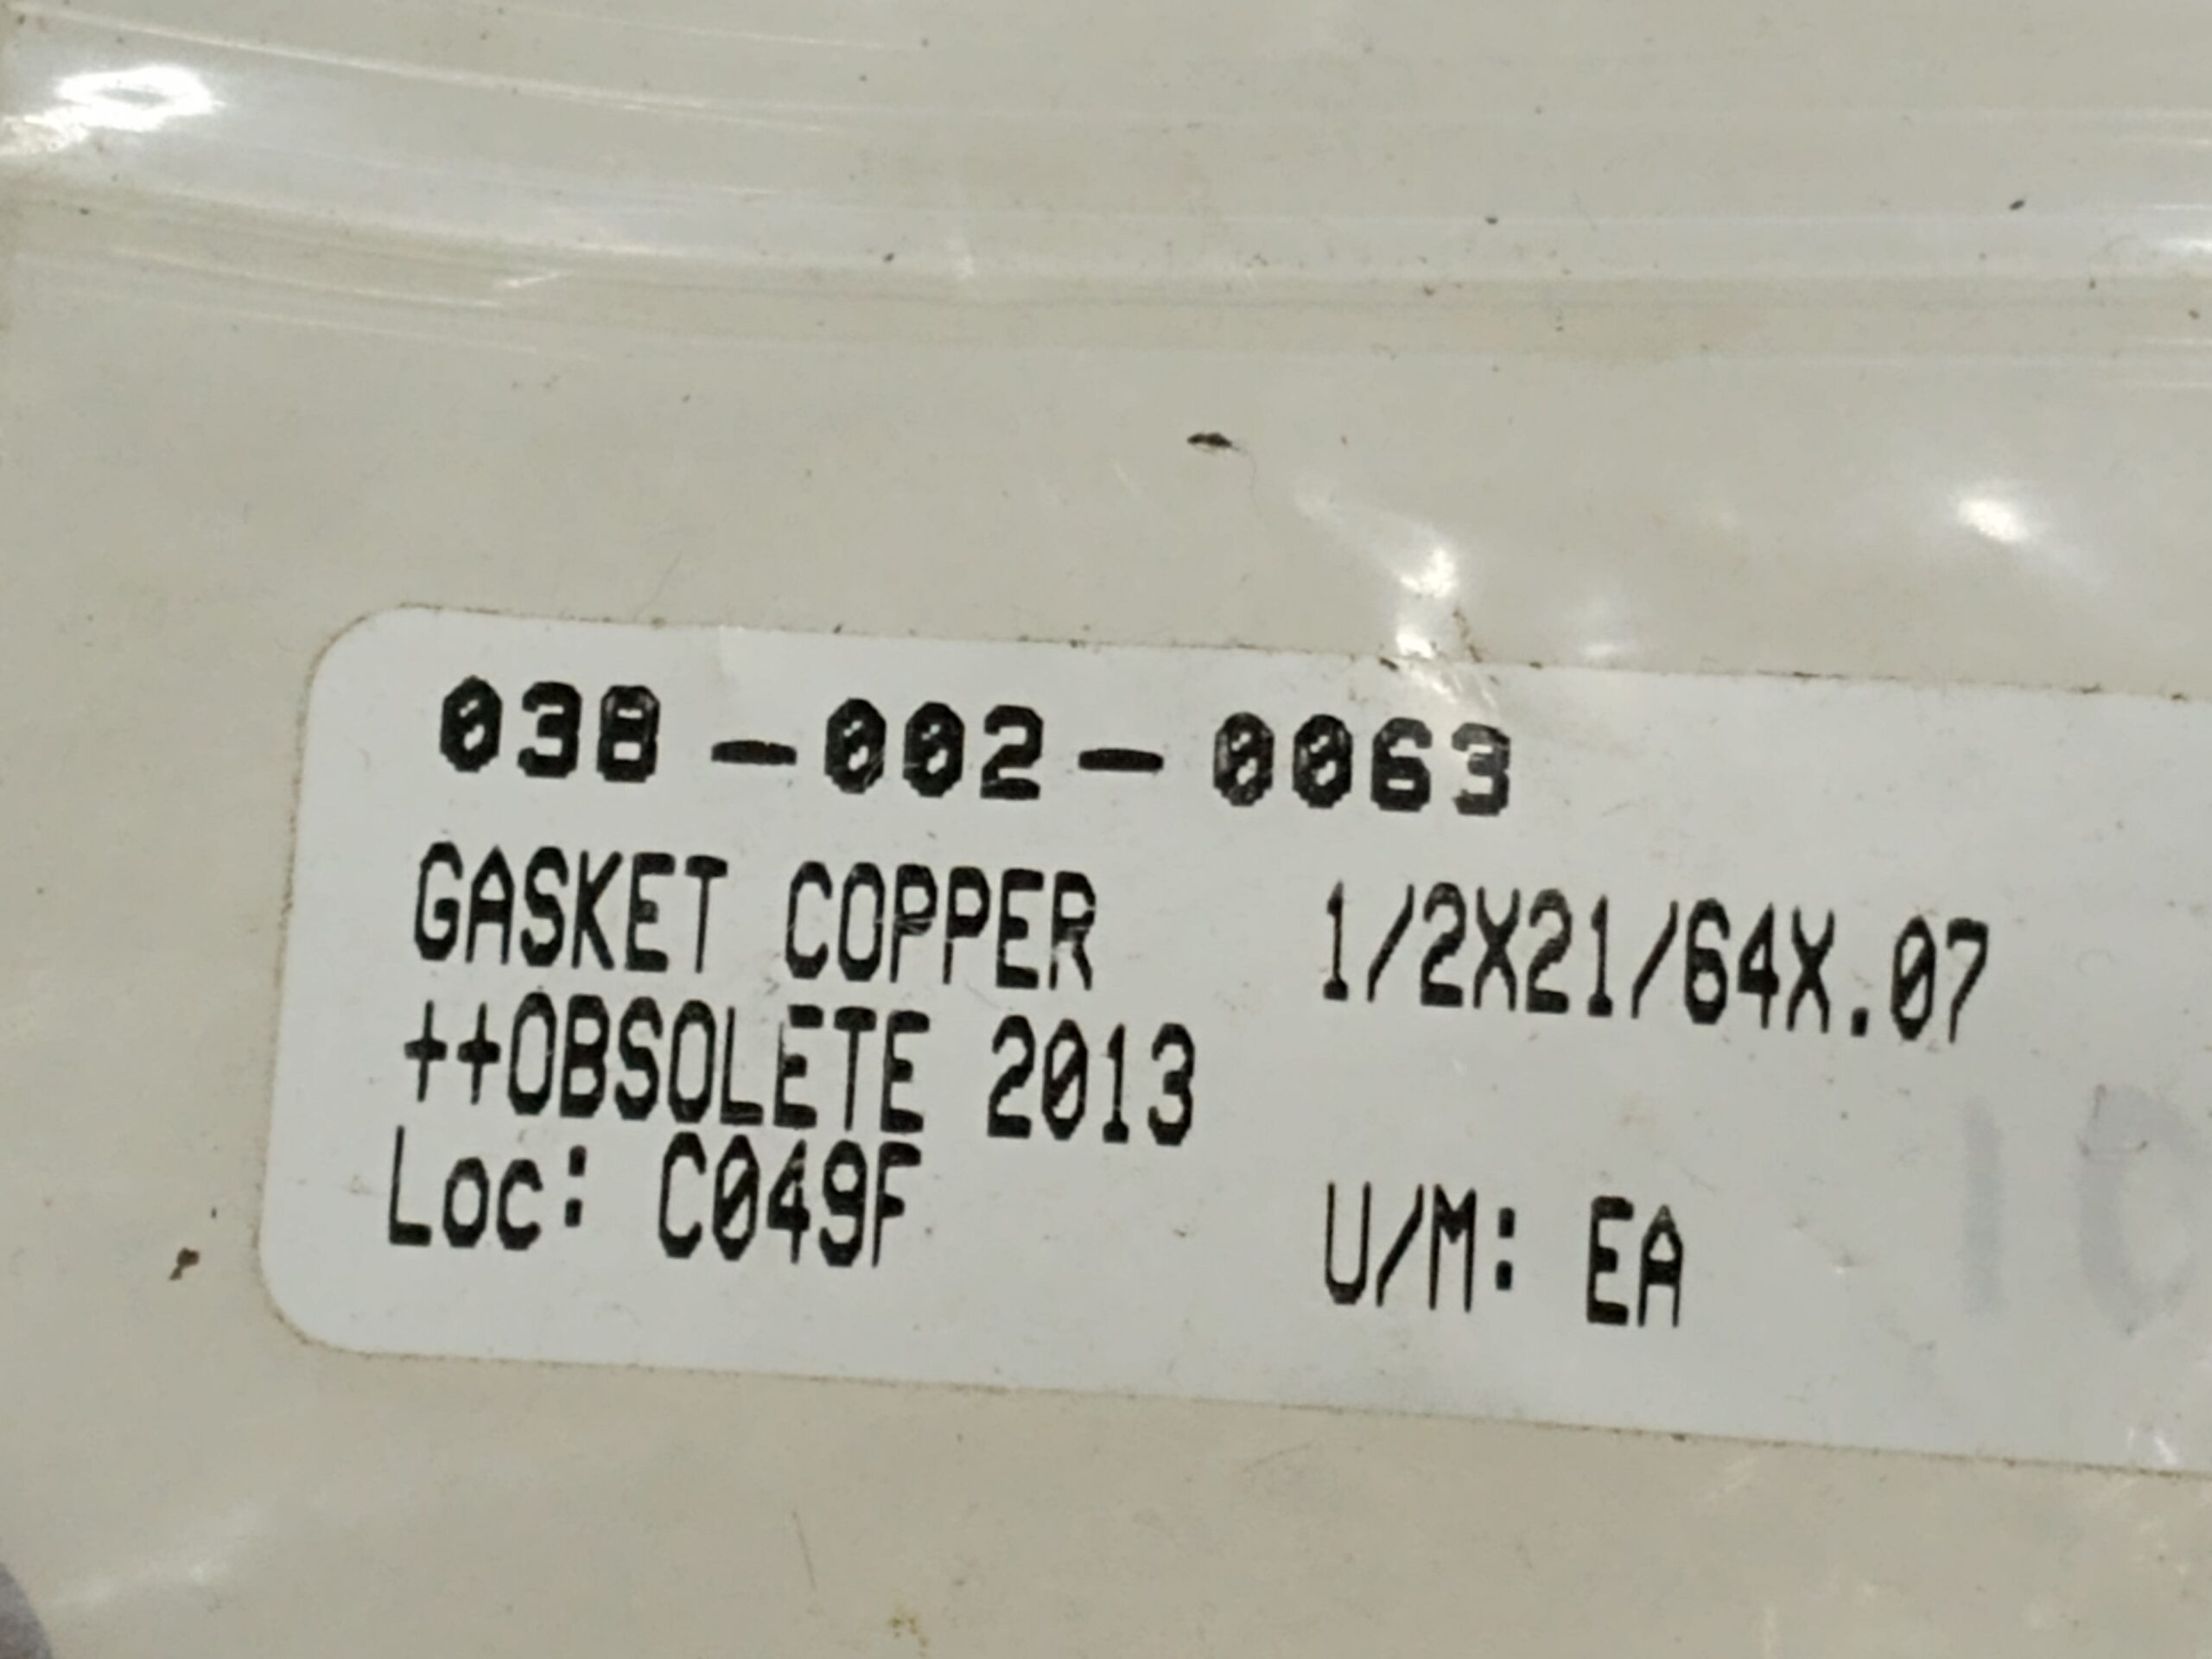 038-002-0063
GASKET COPPER 1/2X21/64X.07
++OBSOLETE 2013
Loc: C049F U/M: EA